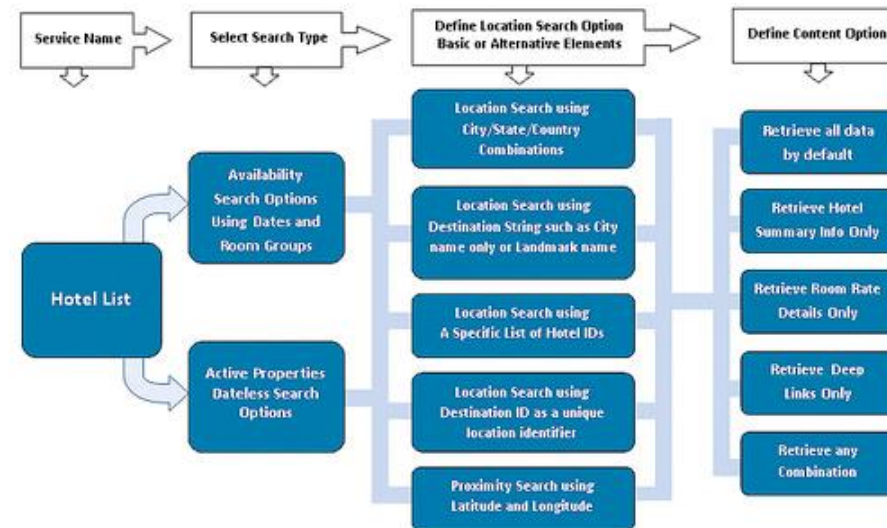 Service Name
Select Search Type
Define Location Search Option
Basic or Alternative Elements
Define Content Option
Hotel List
Availability
Search Options
Using Dates and
Room Groups
Active Properties
Dateless Search
Options
Location Search using
City/State/Country
Combinations
Location Search using
Destination String such as City
name only or Landmark name
Location Search using
A Specific List of Hotel IDs
Location Search using
Destination ID as a unique
location identifier
Proximity Search using
Latitude and Longitude
Retrieve all data
by default
Retrieve Hotel
Summary Info Only
Retrieve Room Rate
Details Only
Retrieve Deep
Links Only
Retrieve any
Combination